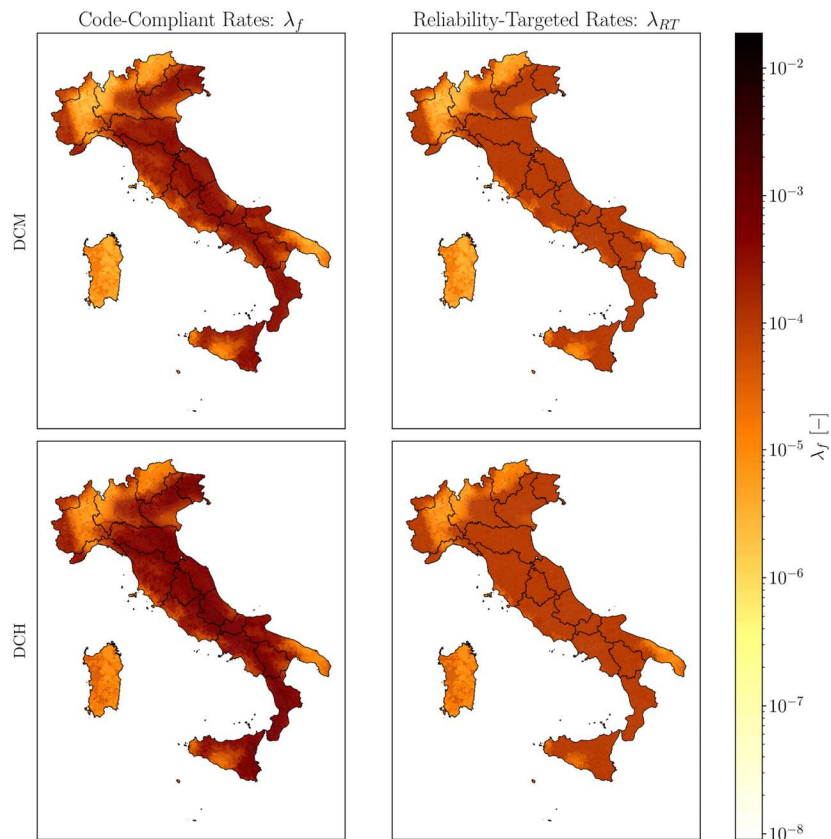 Code-Compliant Rates: λ_f
Reliability-Targeted Rates: λ_RT
DCM
DCH
10⁻²
10⁻³
10⁻⁴
10⁻⁵
10⁻⁶
10⁻⁷
10⁻⁸
λ_f [−]